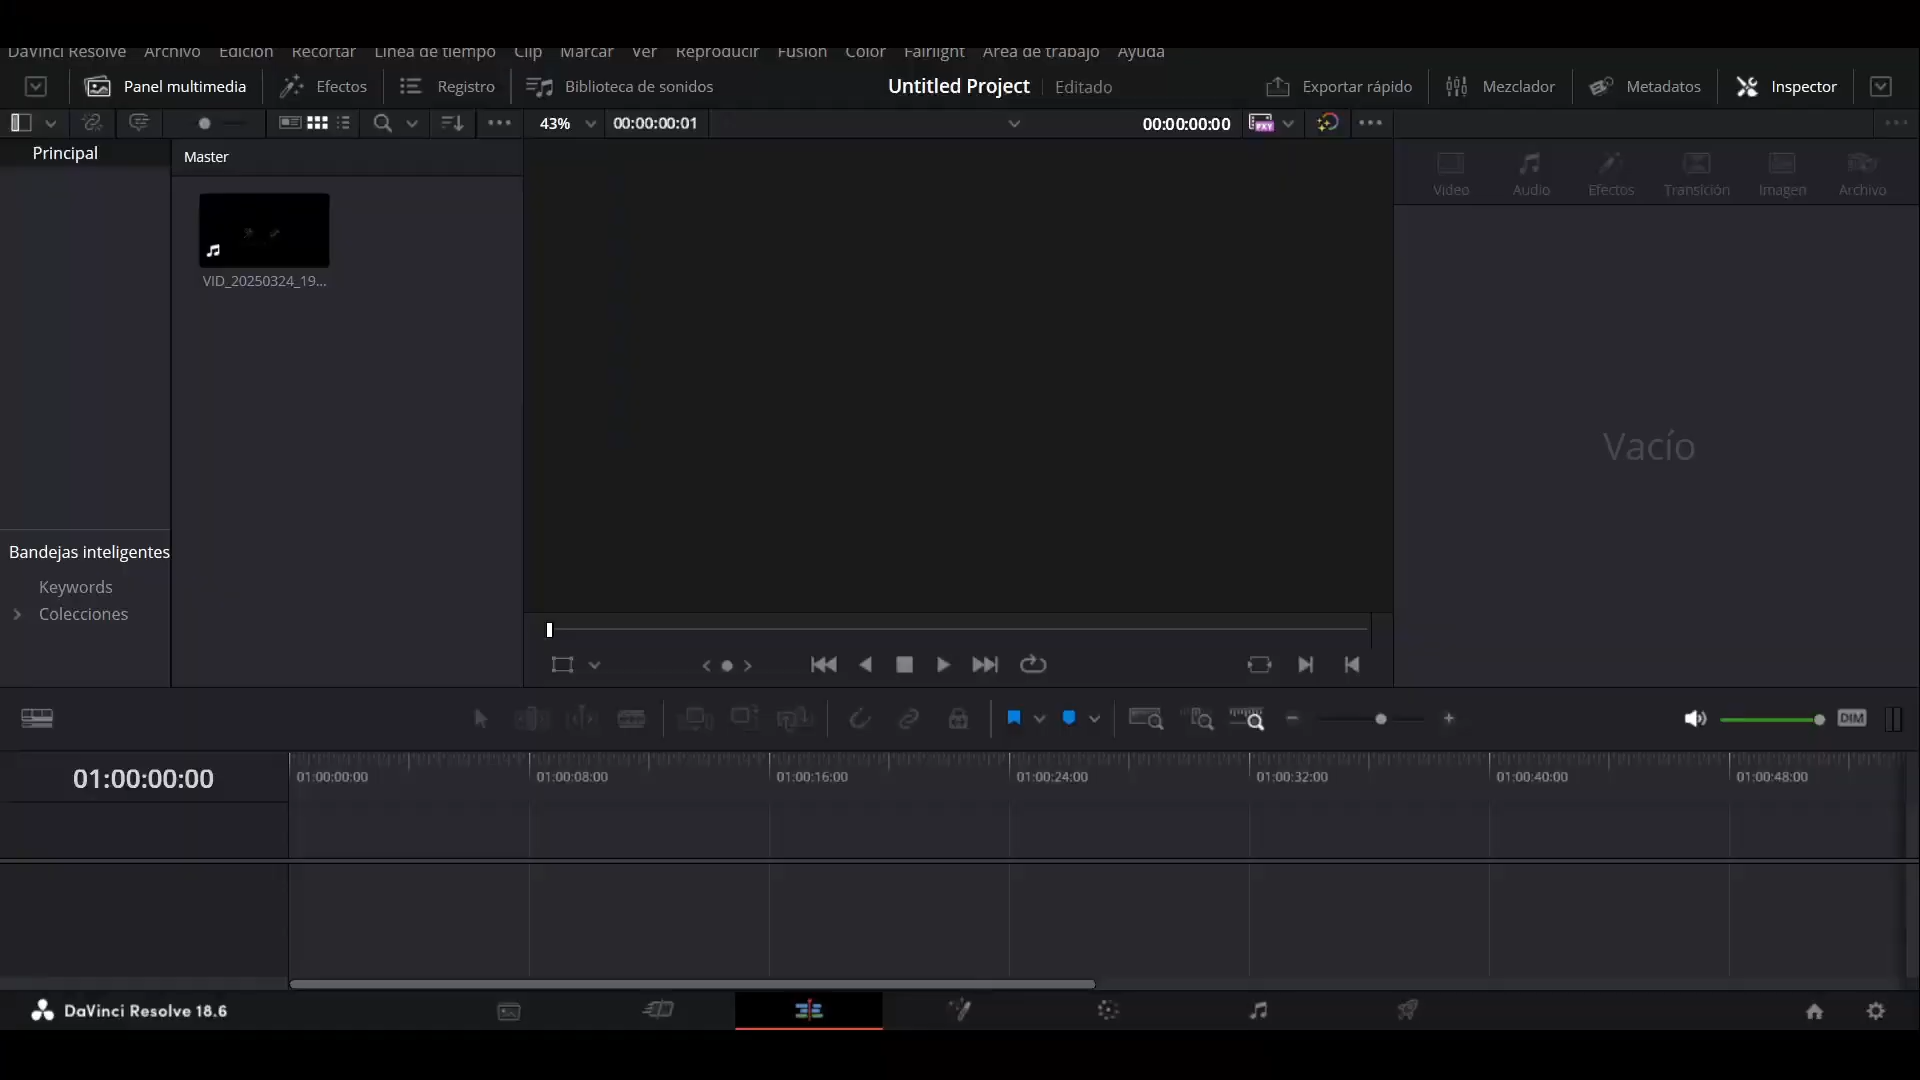 DaVinci Resolve Archivo Edición Recortar Línea de tiempo Clip Marcar Ver Reproducir Fusion Color Fairlight Área de trabajo Ayuda
Panel multimedia Efectos Registro Biblioteca de sonidos Untitled Project Editado Exportar rápido Mezclador Metadatos Inspector
43% 00:00:00:01 00:00:00:00 PXY
Principal
Master
Video Audio Efectos Transición Imagen Archivo
VID_20250324_19...
Vacío
Bandejas inteligentes
Keywords
Colecciones
DIM
01:00:00:00
01:00:00:00 01:00:08:00 01:00:16:00 01:00:24:00 01:00:32:00 01:00:40:00 01:00:48:00
DaVinci Resolve 18.6